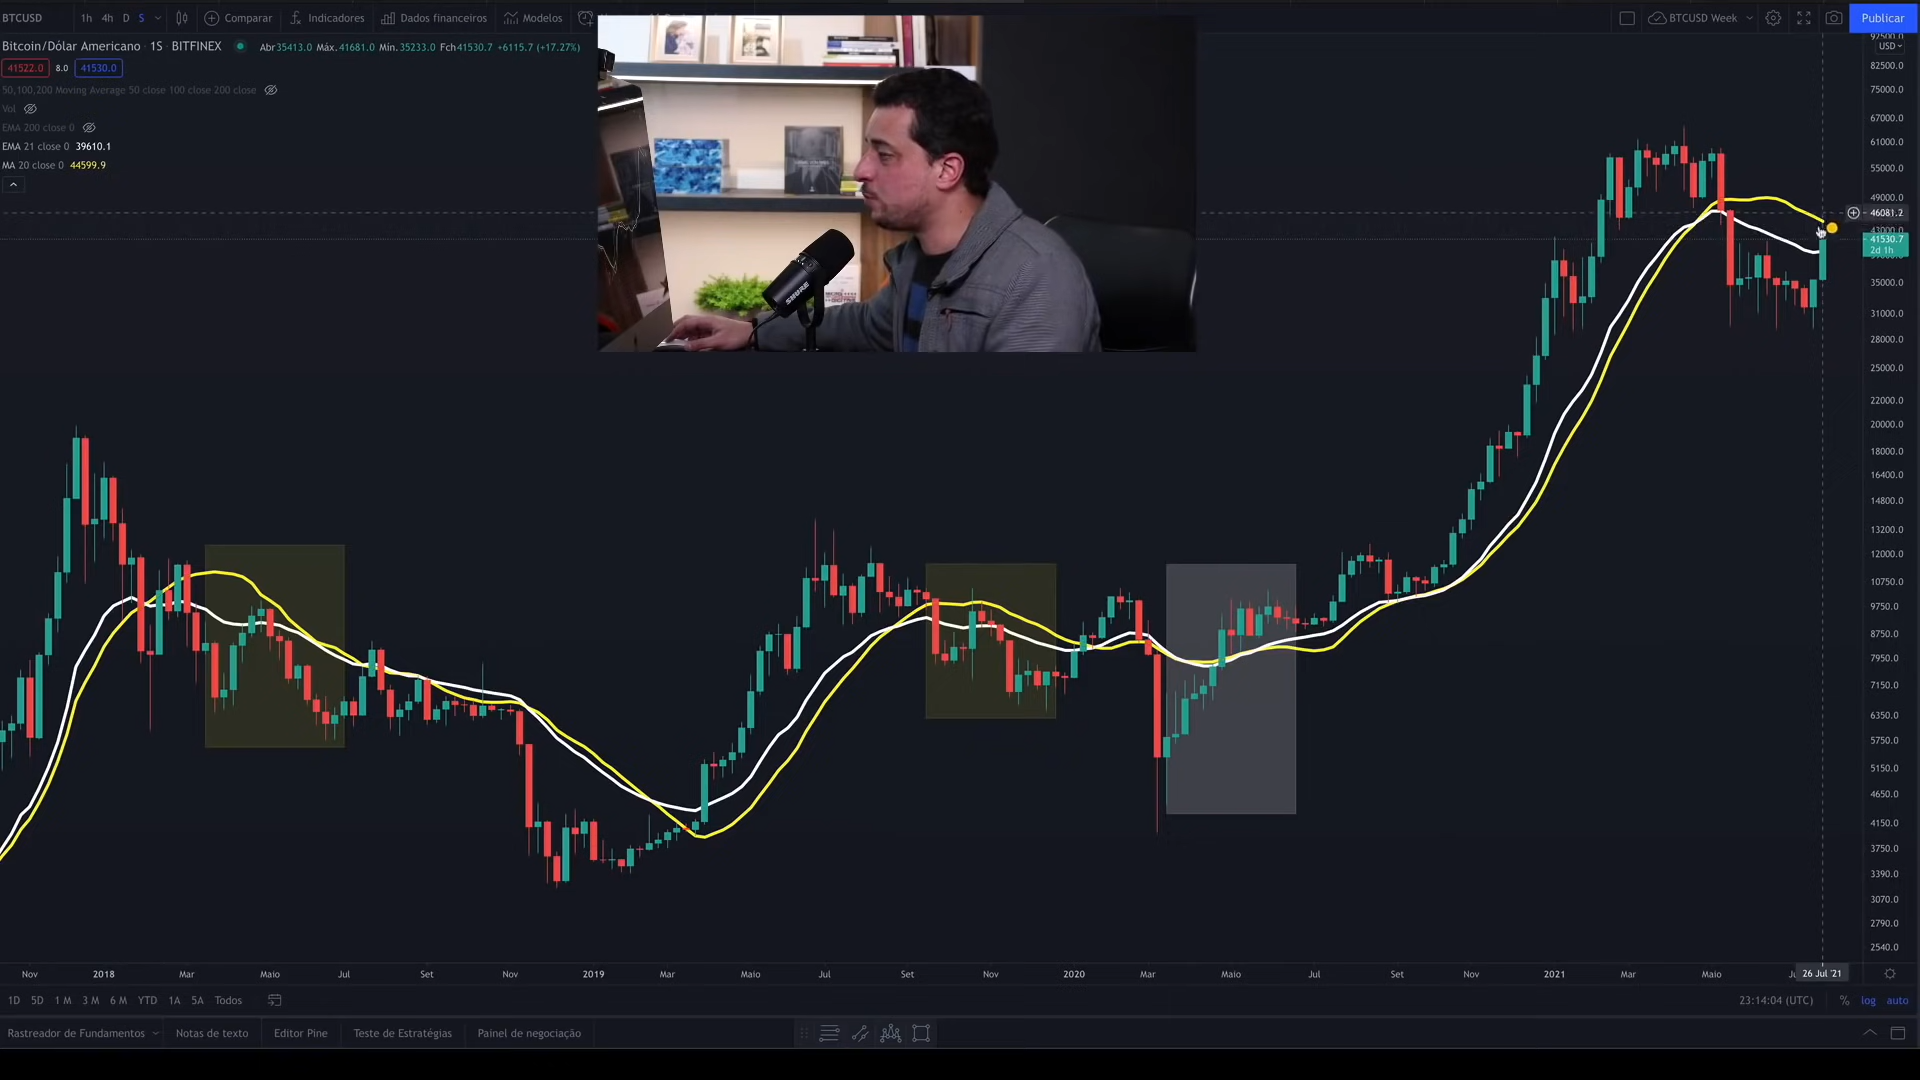 BTCUSD 1h 4h D S Comparar Indicadores Dados financeiros Modelos BTCUSD Week Publicar
Bitcoin/Dólar Americano · 1S · BITFINEX Abr35413.0 Máx.41681.0 Mín.35233.0 Fch41530.7 +6115.7 (+17.27%)
USD
41522.0 8.0 41530.0
50,100,200 Moving Average 50 close 100 close 200 close
Vol
EMA 200 close 0
EMA 21 close 0 39610.1
MA 20 close 0 44599.9
82500.0
75000.0
67000.0
61000.0
55000.0
49000.0
46081.2
41530.7
2d 1h
35000.0
31000.0
28000.0
25000.0
22000.0
20000.0
18000.0
16400.0
14800.0
13200.0
12000.0
10750.0
9750.0
8750.0
7950.0
7150.0
6350.0
5750.0
5150.0
4650.0
4150.0
3750.0
3390.0
3070.0
2790.0
2540.0
SHURE
Nov 2018 Mar Maio Jul Set Nov 2019 Mar Maio Jul Set Nov 2020 Mar Maio Jul Set Nov 2021 Mar Maio 26 Jul '21
1D 5D 1 M 3 M 6 M YTD 1A 5A Todos 23:14:04 (UTC) % log auto
Rastreador de Fundamentos Notas de texto Editor Pine Teste de Estratégias Painel de negociação